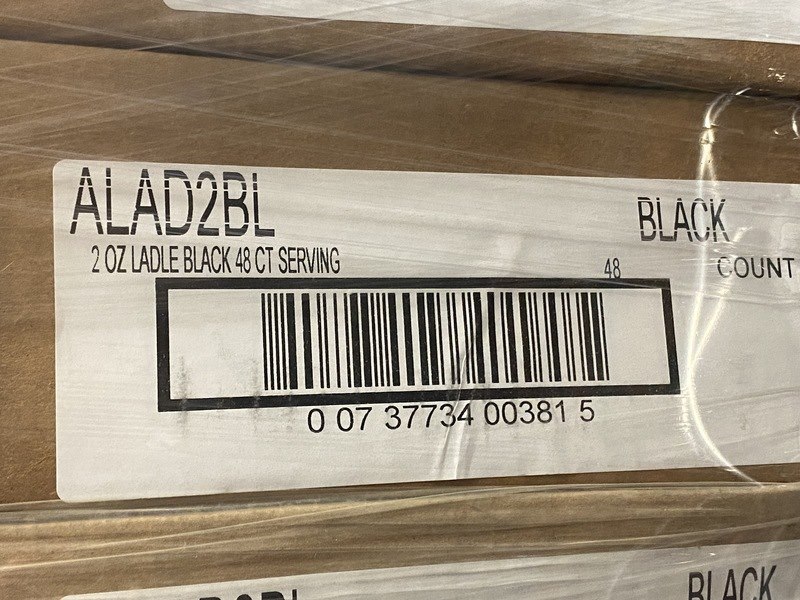 ALAD2BL
BLACK
2 OZ LADLE BLACK 48 CT SERVING
48 COUNT
0 07 37734 00381 5
BLACK